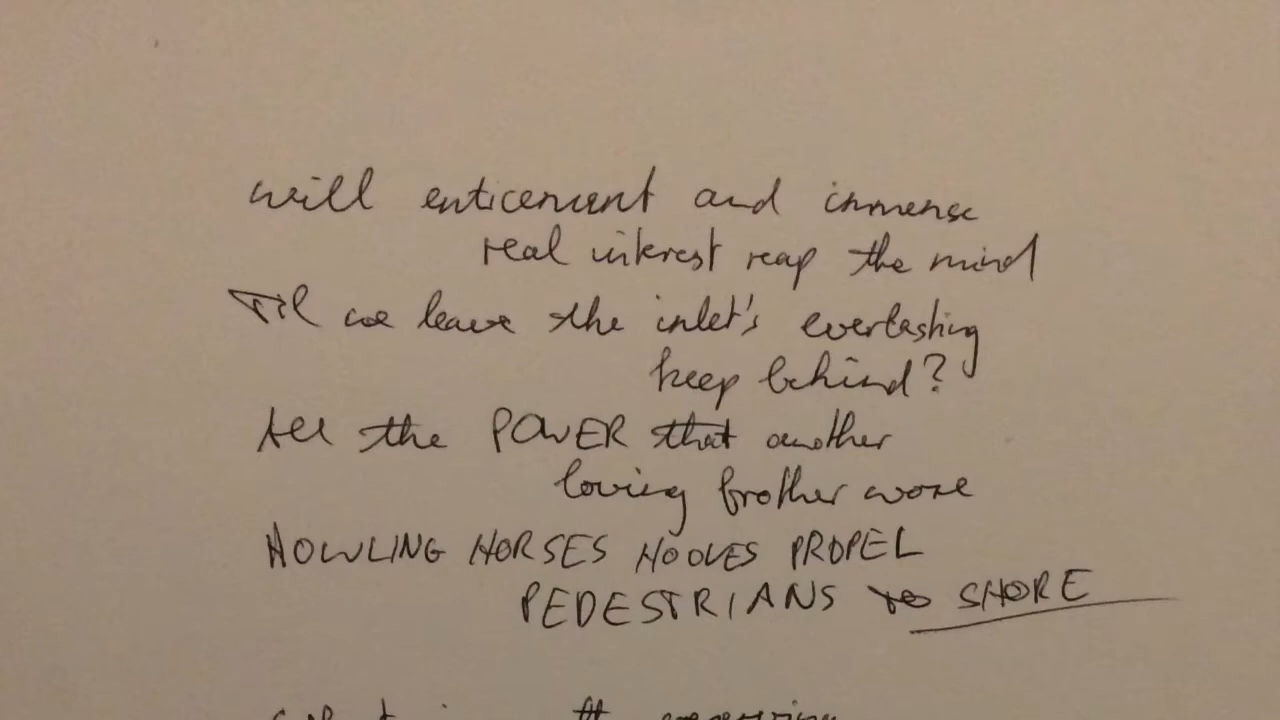 will enticement and immense
real interest reap the mind
Til we leave the inlet's everlasting
keep behind?
All the POWER that another
loving brother wore
HOWLING HORSES HOOVES PROPEL
PEDESTRIANS to SHORE